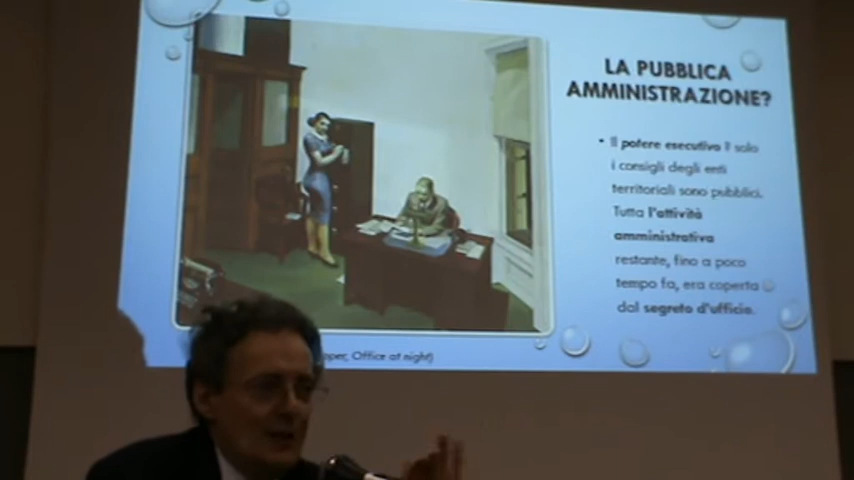 LA PUBBLICA
AMMINISTRAZIONE?
• Il potere esecutivo ? solo
i consigli degli enti
territoriali sono pubblici.
Tutta l'attività
amministrativa
restante, fino a poco
tempo fa, era coperta
dal segreto d'ufficio.
pper, Office at night)